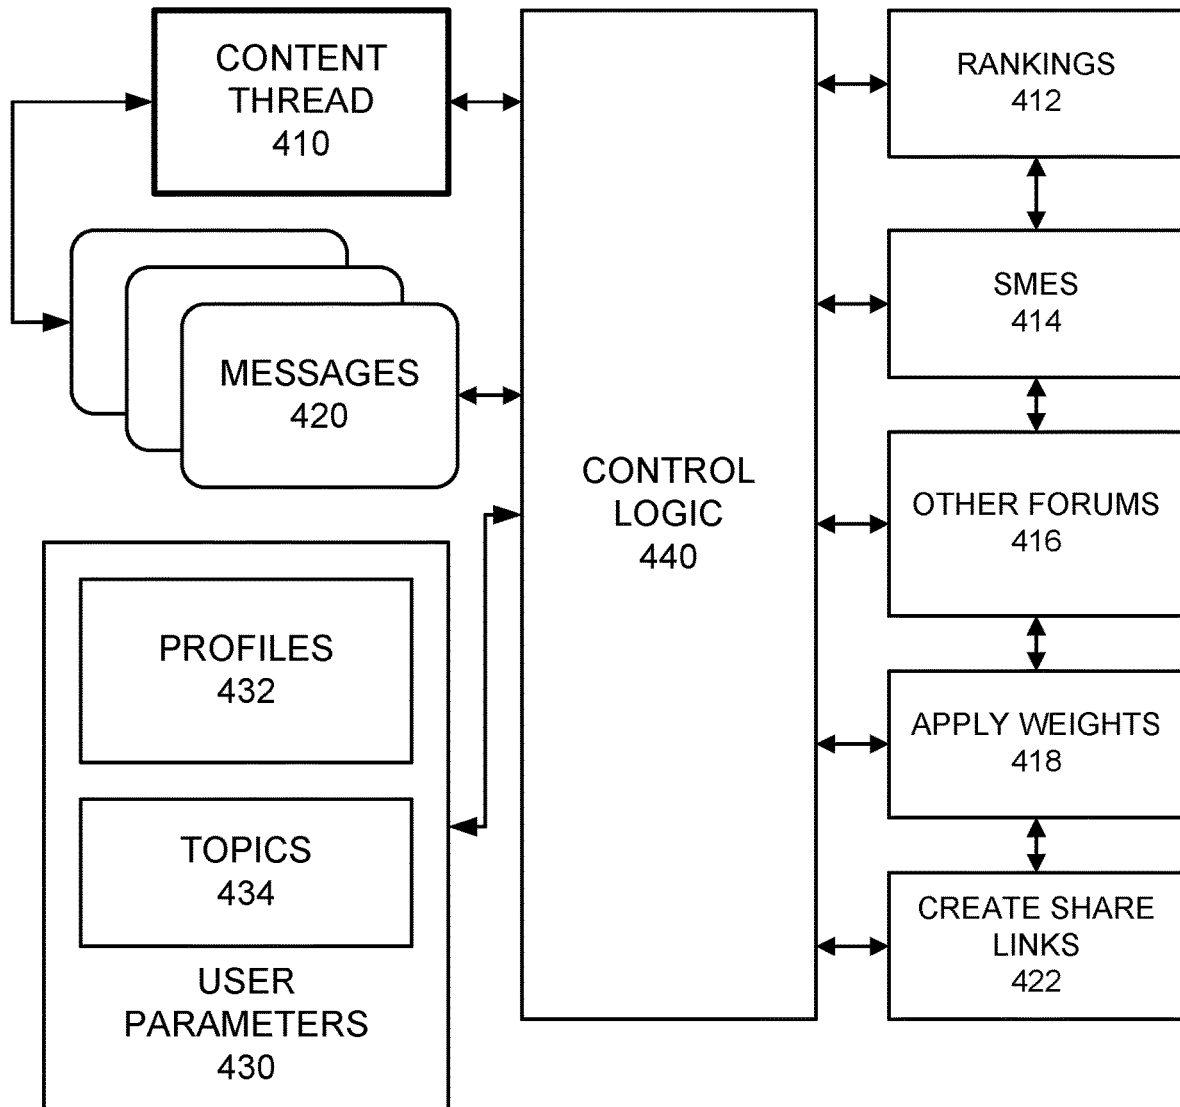 CONTENT
THREAD
410
MESSAGES
420
PROFILES
432
TOPICS
434
USER
PARAMETERS
430
CONTROL
LOGIC
440
RANKINGS
412
SMES
414
OTHER FORUMS
416
APPLY WEIGHTS
418
CREATE SHARE
LINKS
422